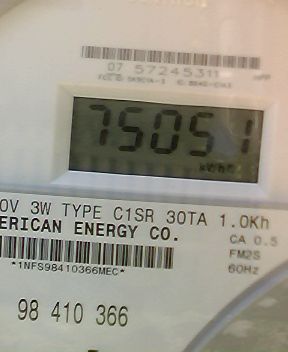 07 57245311
75051
kWh
0V 3W TYPE C1SR 30TA 1.0Kh
ERICAN ENERGY CO.
CA 0.5
FM2S
60Hz
*1NFS98410366MEC*
98 410 366